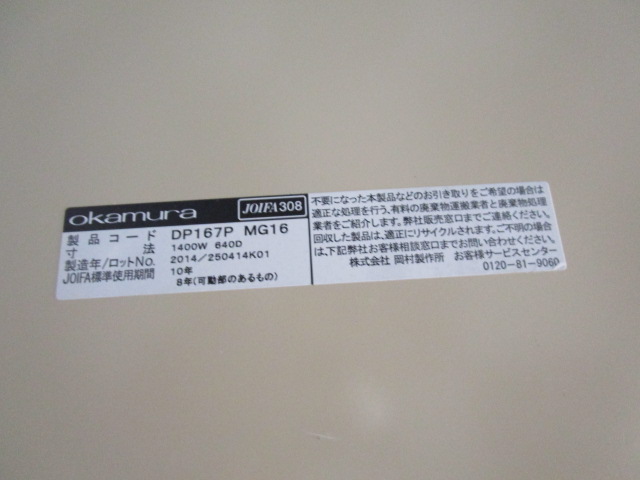 okamura
JOIFA308
製品コード DP167P MG16
寸 法 1400W 640D
製造年/ロットNo. 2014/250414K01
JOIFA標準使用期間 10年
8年(可動部のあるもの)
不要になった本製品などのお引き取りをご希望の場合は
適正な処理を行う、有料の廃棄物運搬業者と廃棄物処理
業者をご紹介します。弊社販売窓口までご連絡ください。
回収した製品は、適正にリサイクルされます。ご不明の場合
は、下記弊社お客様相談窓口までご連絡ください。
株式会社 岡村製作所 お客様サービスセンター
0120-81-9060